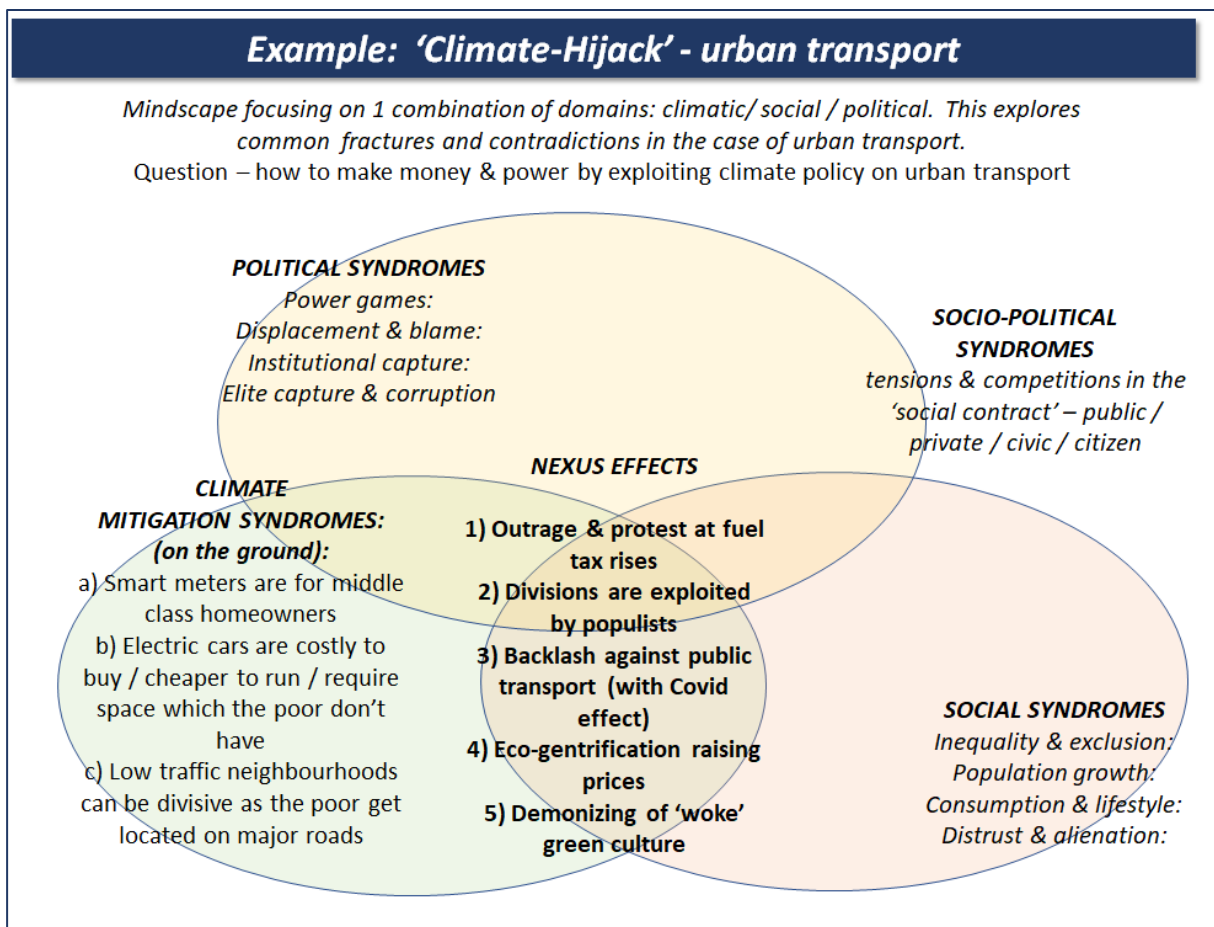 Example: ‘Climate-Hijack’ - urban transport
Mindscape focusing on 1 combination of domains: climatic/ social / political. This explores
common fractures and contradictions in the case of urban transport.
Question – how to make money & power by exploiting climate policy on urban transport
POLITICAL SYNDROMES
Power games:
Displacement & blame:
Institutional capture:
Elite capture & corruption
SOCIO-POLITICAL
SYNDROMES
tensions & competitions in the
‘social contract’ – public /
private / civic / citizen
NEXUS EFFECTS
1) Outrage & protest at fuel
tax rises
2) Divisions are exploited
by populists
3) Backlash against public
transport (with Covid
effect)
4) Eco-gentrification raising
prices
5) Demonizing of ‘woke’
green culture
CLIMATE
MITIGATION SYNDROMES:
(on the ground):
a) Smart meters are for middle
class homeowners
b) Electric cars are costly to
buy / cheaper to run / require
space which the poor don’t
have
c) Low traffic neighbourhoods
can be divisive as the poor get
located on major roads
SOCIAL SYNDROMES
Inequality & exclusion:
Population growth:
Consumption & lifestyle:
Distrust & alienation: